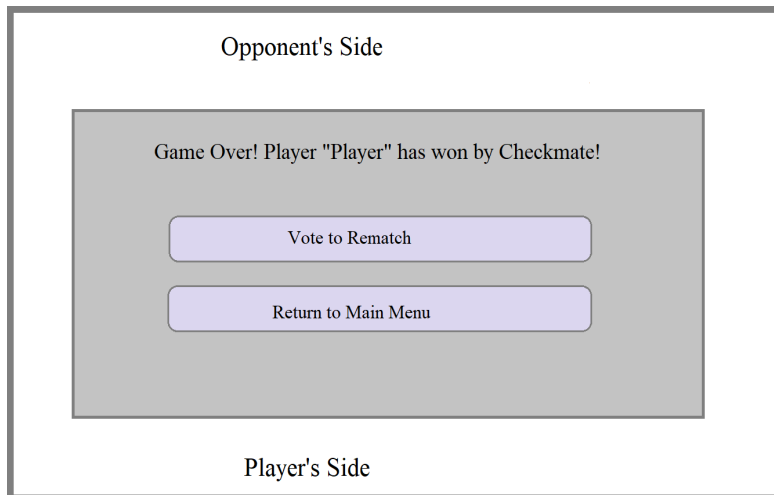 Opponent's Side
Game Over! Player "Player" has won by Checkmate!
Vote to Rematch
Return to Main Menu
Player's Side